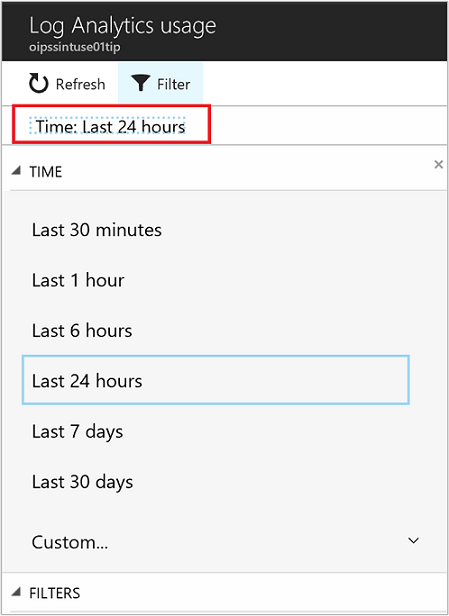 Log Analytics usage
oipssintuse01tip
Refresh Filter
Time: Last 24 hours
TIME
Last 30 minutes
Last 1 hour
Last 6 hours
Last 24 hours
Last 7 days
Last 30 days
Custom...
FILTERS